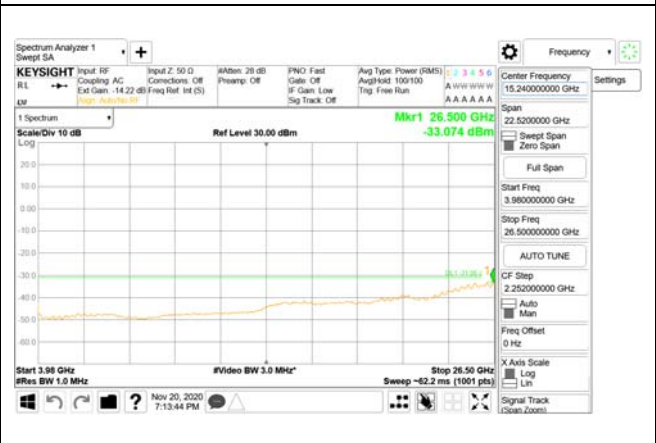 Spectrum Analyzer 1
Swept SA
+
Frequency
KEYSIGHT
Input: RF
Coupling: AC
Ext Gain: -14.22 dB
Align: Auto/No RF
Input Z: 50 Ω
Corrections: Off
Freq Ref: Int (S)
#Atten: 28 dB
Preamp: Off
PNO: Fast
Gate: Off
IF Gain: Low
Sig Track: Off
Avg Type: Power (RMS)
Avg|Hold: 100/100
Trig: Free Run
1 2 3 4 5 6
A W W W W W
A A A A A A
R L
LXI
1 Spectrum
Mkr1 26.500 GHz
-33.074 dBm
Scale/Div 10 dB
Ref Level 30.00 dBm
Log
20.0
10.0
0.00
-10.0
-20.0
-30.0
-40.0
-50.0
-60.0
1
Start 3.98 GHz
#Video BW 3.0 MHz*
Stop 26.50 GHz
#Res BW 1.0 MHz
Sweep ~62.2 ms (1001 pts)
Nov 20, 2020
7:13:44 PM
?
Center Frequency
15.240000000 GHz
Settings
Span
22.5200000 GHz
Swept Span
Zero Span
Full Span
Start Freq
3.980000000 GHz
Stop Freq
26.500000000 GHz
AUTO TUNE
CF Step
2.252000000 GHz
Auto
Man
Freq Offset
0 Hz
X Axis Scale
Log
Lin
Signal Track
(Span Zoom)